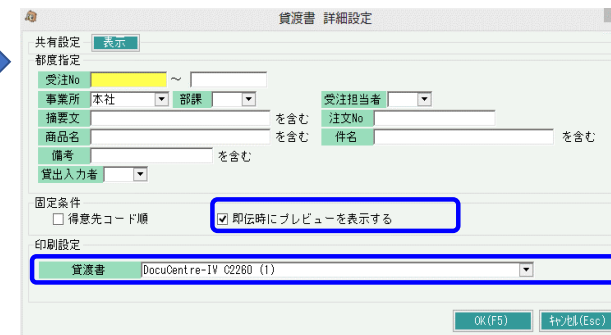 貸渡書 詳細設定
共有設定 表示
都度指定
受注No ～
事業所 本社 部課 受注担当者
摘要文 を含む 注文No
商品名 を含む 件名 を含む
備考 を含む
貸出入力者
固定条件
得意先コード順 即伝時にプレビューを表示する
印刷設定
貸渡書 DocuCentre-IV C2260 (1)
OK(F5) ｷｬﾝｾﾙ(Esc)